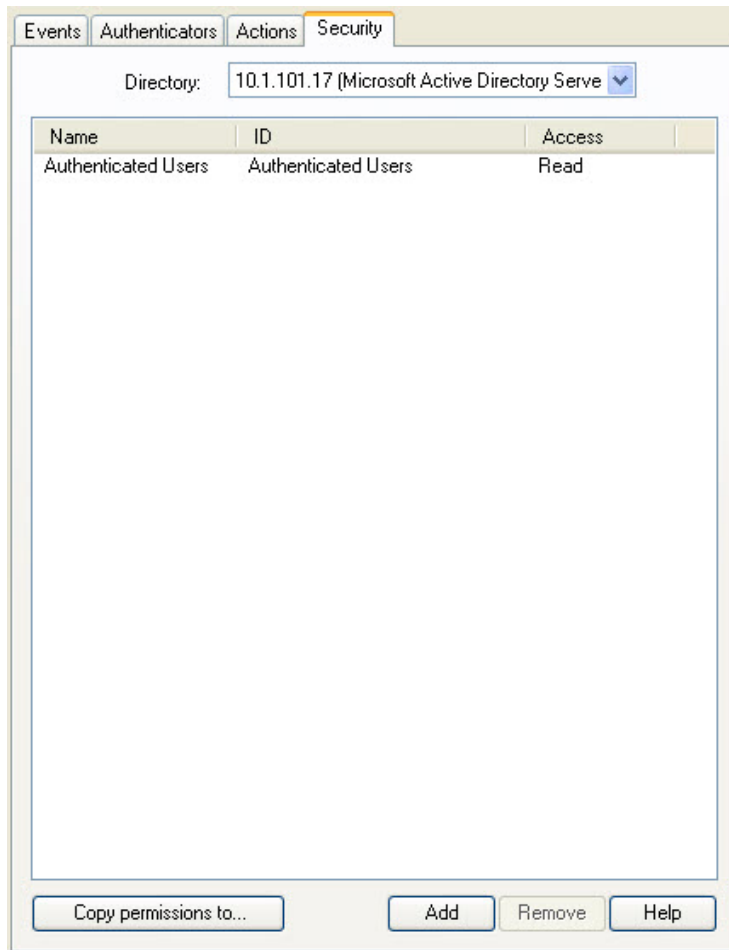 Events Authenticators Actions Security
Directory: 10.1.101.17 (Microsoft Active Directory Serve
Name ID Access
Authenticated Users Authenticated Users Read
Copy permissions to... Add Remove Help